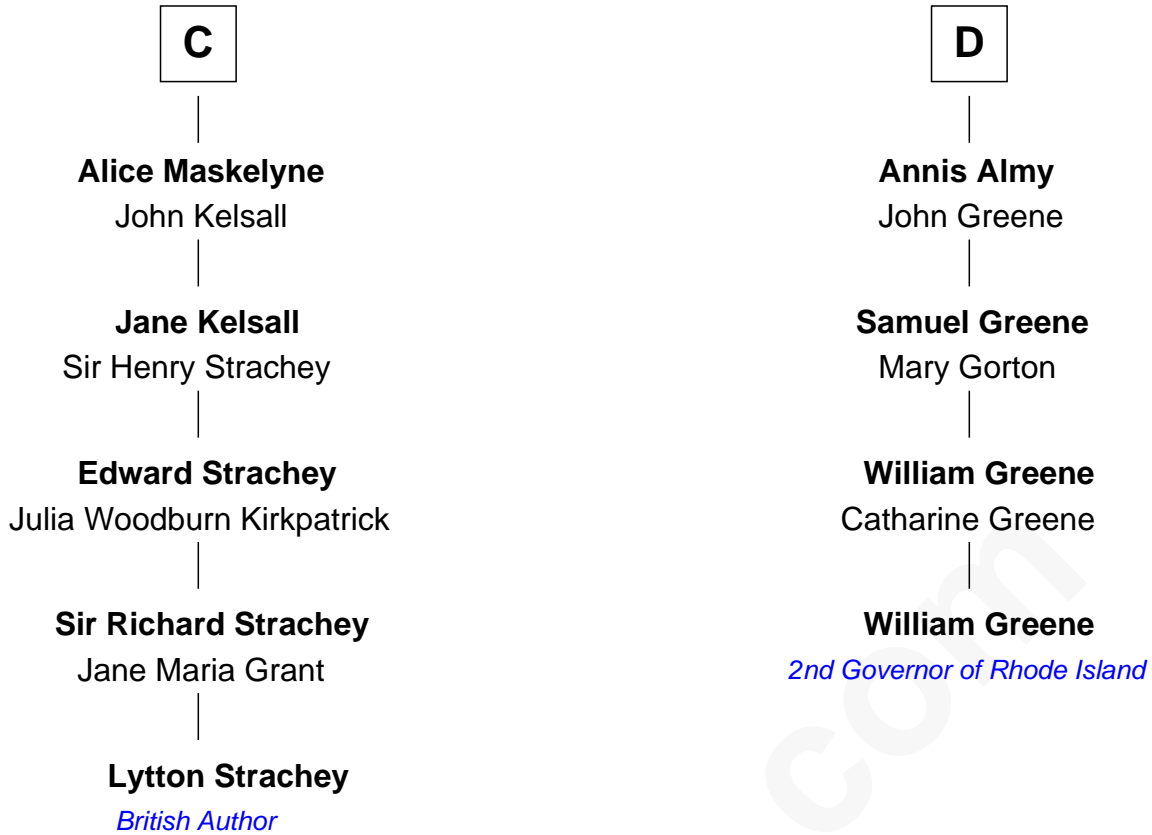 C
Alice Maskelyne
John Kelsall
Jane Kelsall
Sir Henry Strachey
Edward Strachey
Julia Woodburn Kirkpatrick
Sir Richard Strachey
Jane Maria Grant
Lytton Strachey
British Author
D
Annis Almy
John Greene
Samuel Greene
Mary Gorton
William Greene
Catharine Greene
William Greene
2nd Governor of Rhode Island
com